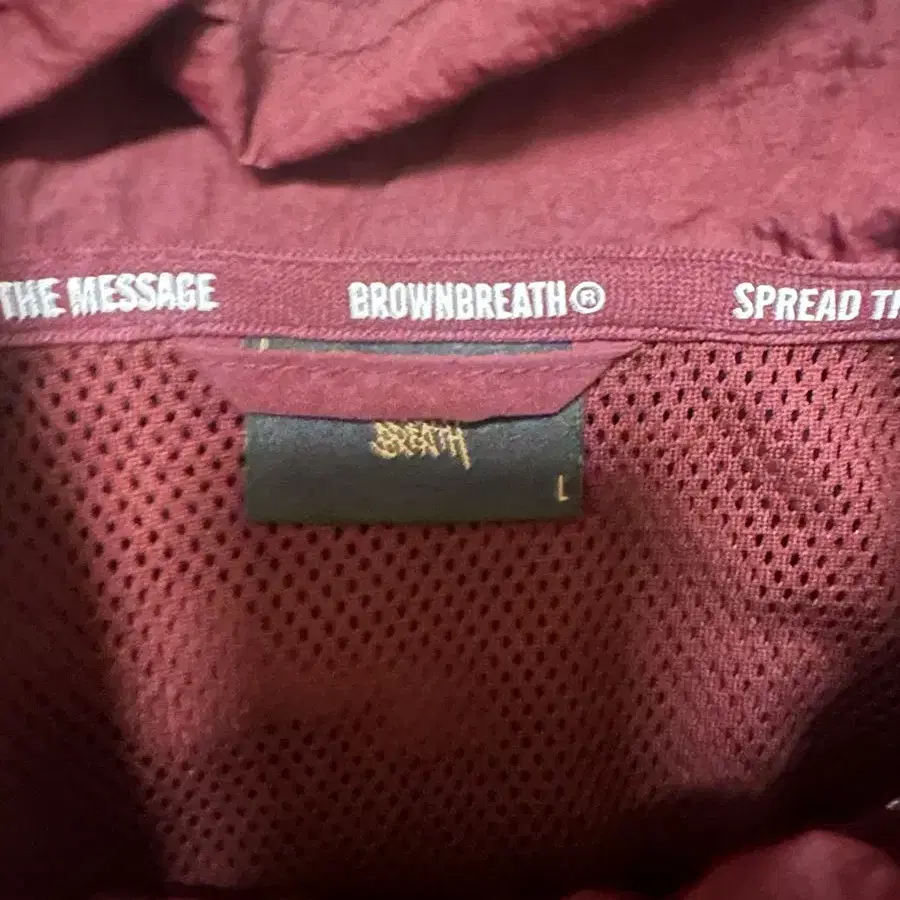 THE MESSAGE BROWNBREATH® SPREAD TH
BREATH
L